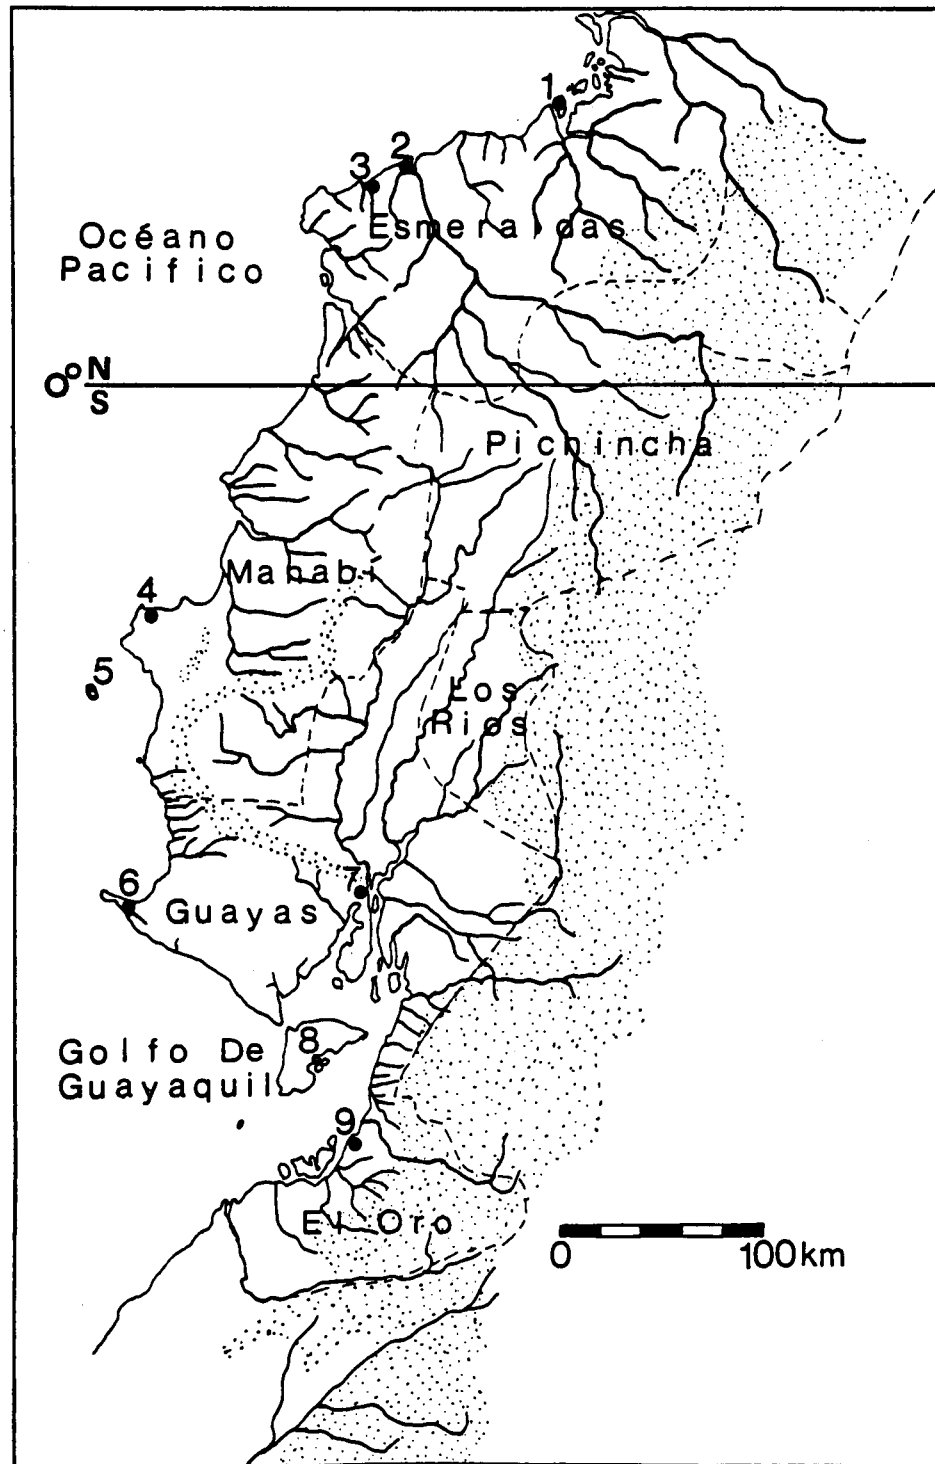 1
2
3
Esmeraldas
Océano
Pacifico
0° N
S
Pichincha
Manabí
4
5
Los
Rios
6
7
Guayas
8
Golfo De
Guayaquil
9
El Oro
0 100km